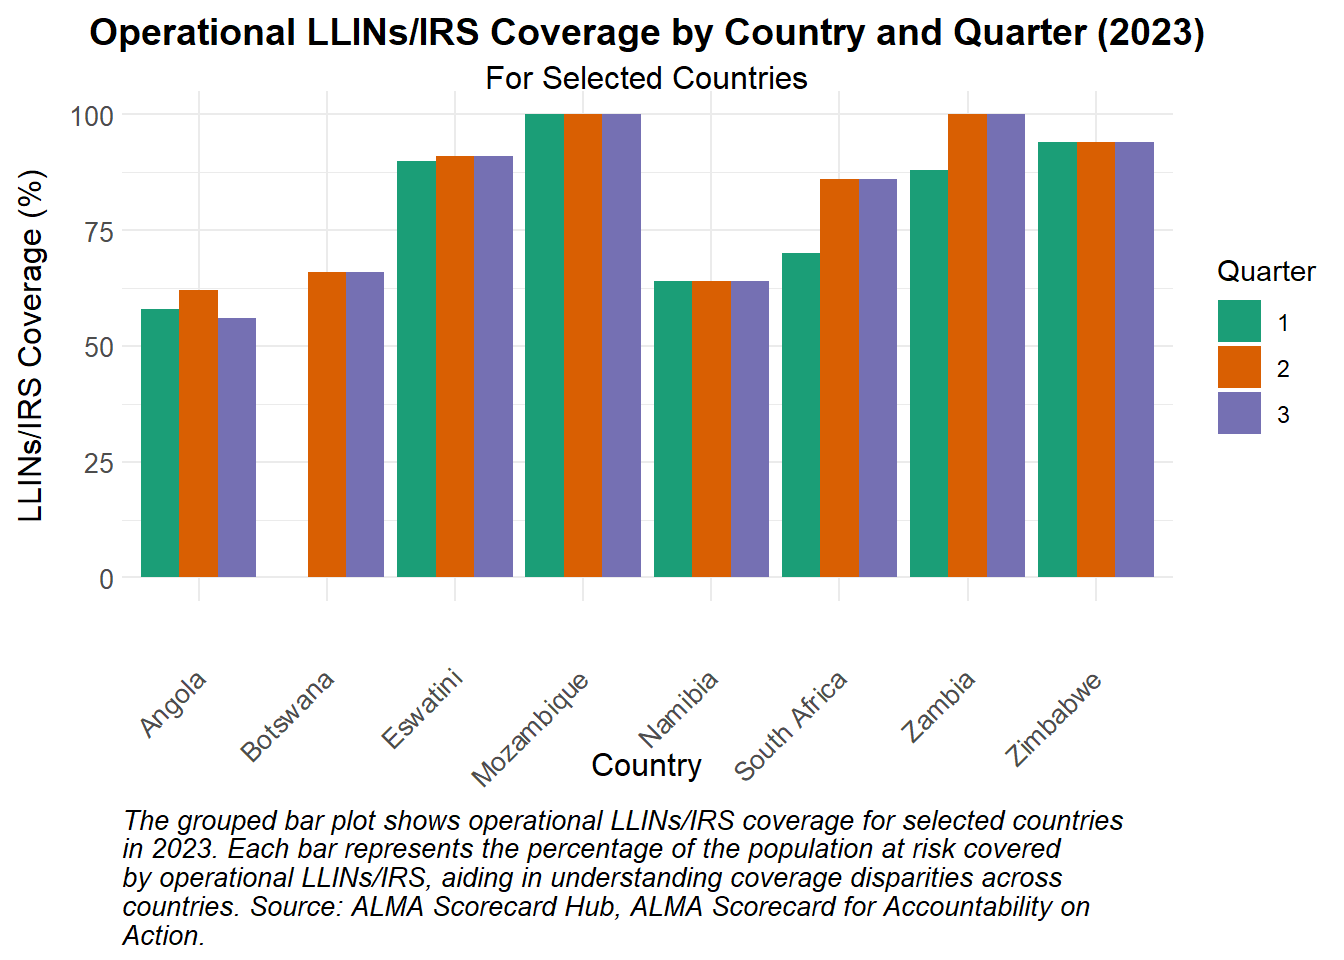 Operational LLINs/IRS Coverage by Country and Quarter (2023)
For Selected Countries
LLINs/IRS Coverage (%)
100
75
50
25
0
Angola
Botswana
Eswatini
Mozambique
Namibia
South Africa
Zambia
Zimbabwe
Country
Quarter
1
2
3
The grouped bar plot shows operational LLINs/IRS coverage for selected countries
in 2023. Each bar represents the percentage of the population at risk covered
by operational LLINs/IRS, aiding in understanding coverage disparities across
countries. Source: ALMA Scorecard Hub, ALMA Scorecard for Accountability on
Action.